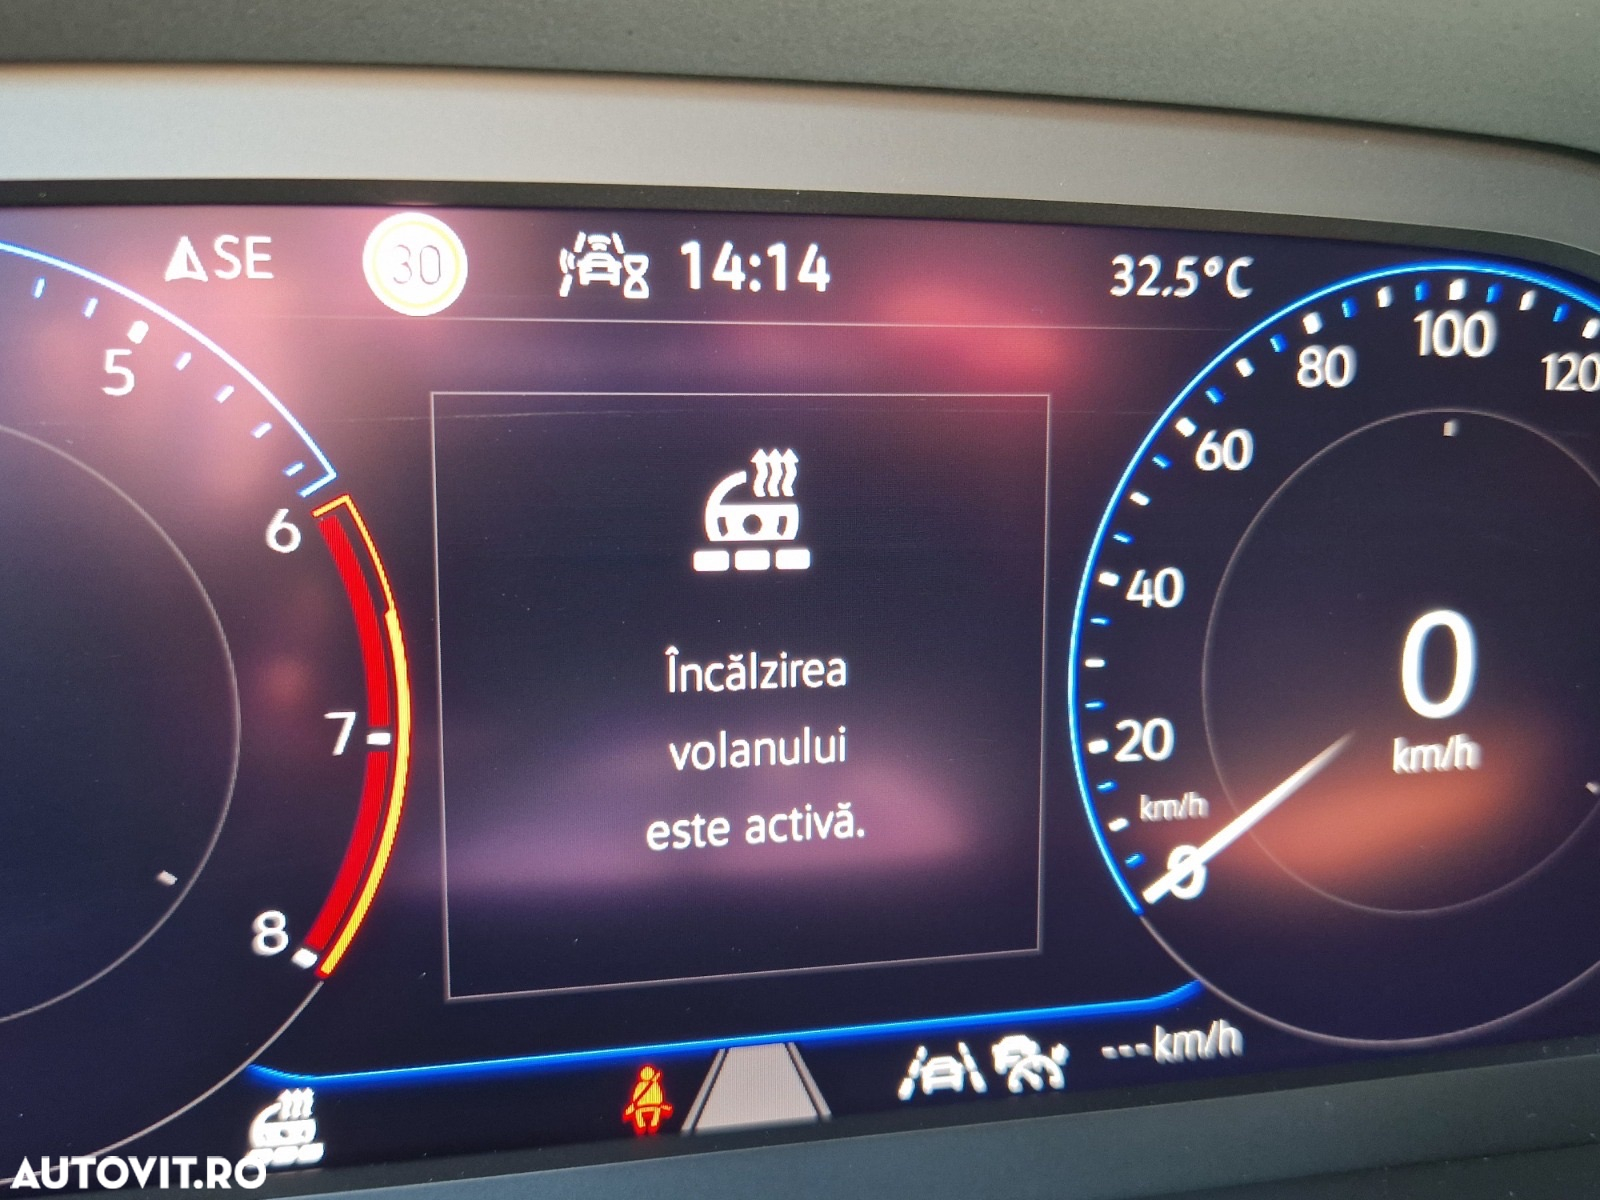 SE
30
14:14
32.5°C
5
6
7
8
Încălzirea
volanului
este activă.
120
100
80
60
40
20
km/h
0
0
km/h
---km/h
AUTOVIT.RO